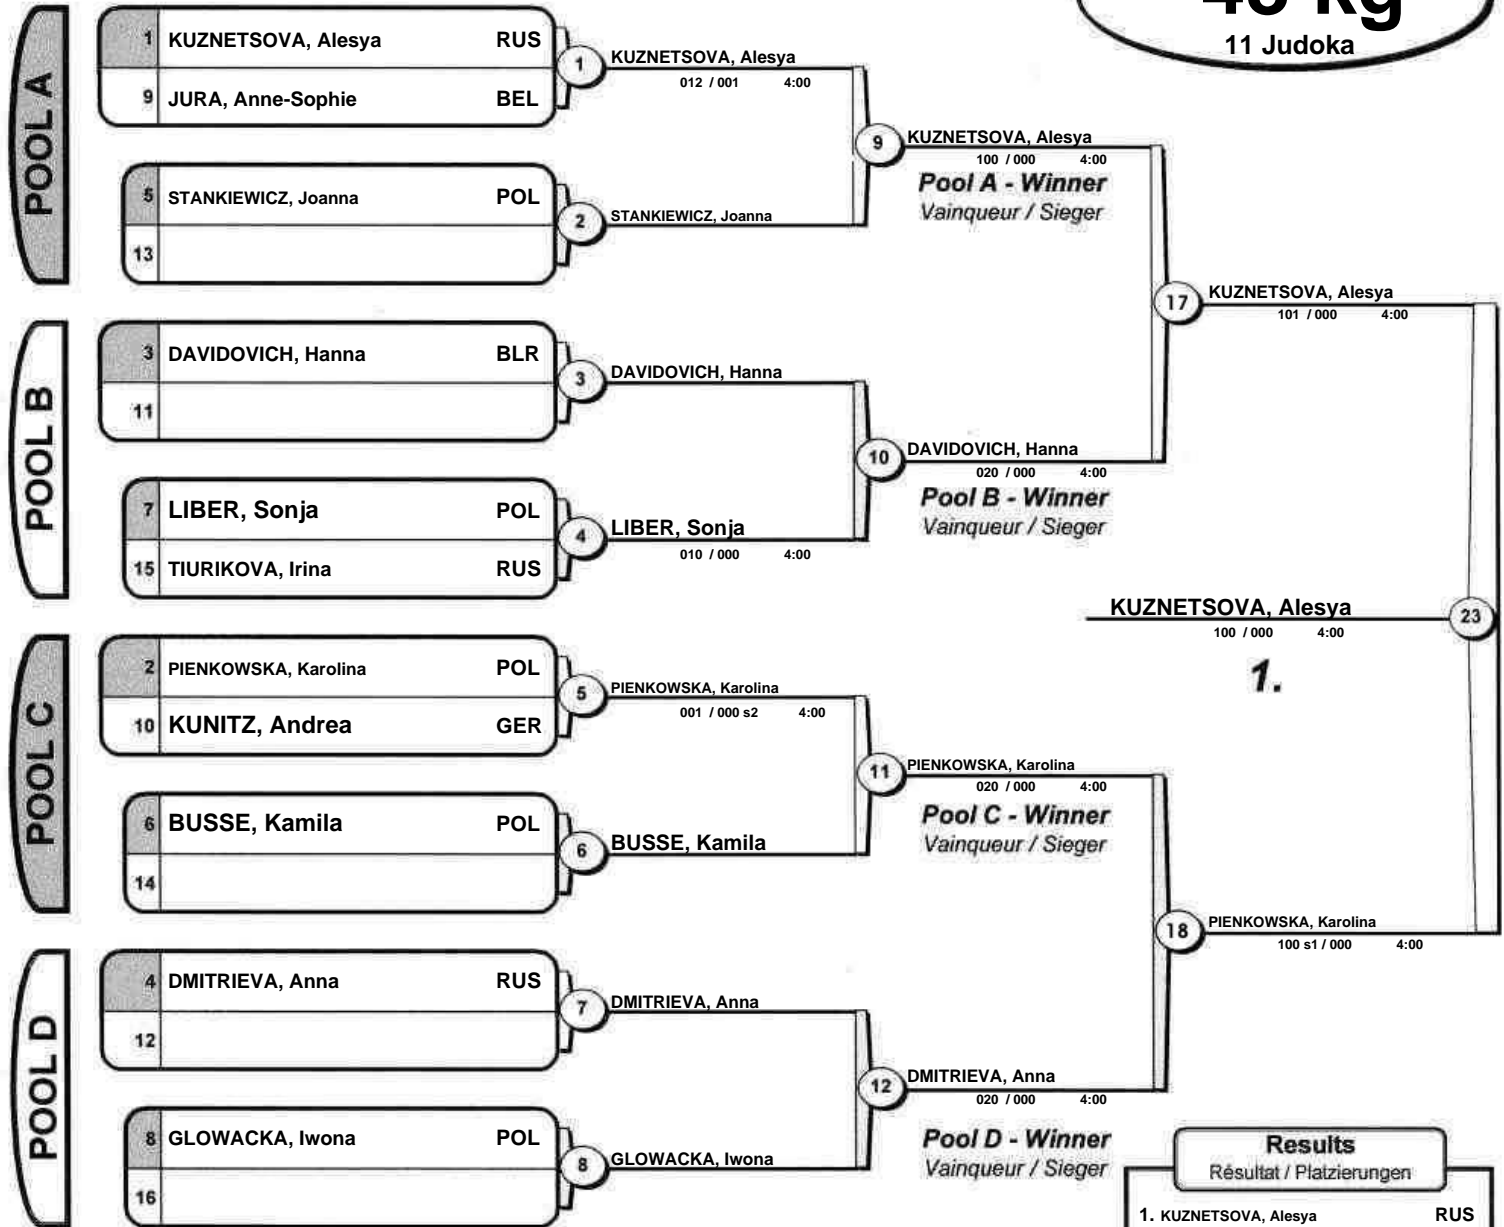 11 Judoka
POOL A
1 KUZNETSOVA, Alesya RUS
9 JURA, Anne-Sophie BEL
1
KUZNETSOVA, Alesya
012 / 001 4:00
5 STANKIEWICZ, Joanna POL
13
2
STANKIEWICZ, Joanna
9
KUZNETSOVA, Alesya
100 / 000 4:00
Pool A - Winner
Vainqueur / Sieger
POOL B
3 DAVIDOVICH, Hanna BLR
11
3
DAVIDOVICH, Hanna
7 LIBER, Sonja POL
15 TIURIKOVA, Irina RUS
4
LIBER, Sonja
010 / 000 4:00
10
DAVIDOVICH, Hanna
020 / 000 4:00
Pool B - Winner
Vainqueur / Sieger
17
KUZNETSOVA, Alesya
101 / 000 4:00
POOL C
2 PIENKOWSKA, Karolina POL
10 KUNITZ, Andrea GER
5
PIENKOWSKA, Karolina
001 / 000 s2 4:00
6 BUSSE, Kamila POL
14
6
BUSSE, Kamila
11
PIENKOWSKA, Karolina
020 / 000 4:00
Pool C - Winner
Vainqueur / Sieger
POOL D
4 DMITRIEVA, Anna RUS
12
7
DMITRIEVA, Anna
8 GLOWACKA, Iwona POL
16
8
GLOWACKA, Iwona
12
DMITRIEVA, Anna
020 / 000 4:00
Pool D - Winner
Vainqueur / Sieger
18
PIENKOWSKA, Karolina
100 s1 / 000 4:00
KUZNETSOVA, Alesya
100 / 000 4:00
23
1.
Results
Résultat / Platzierungen
1. KUZNETSOVA, Alesya RUS